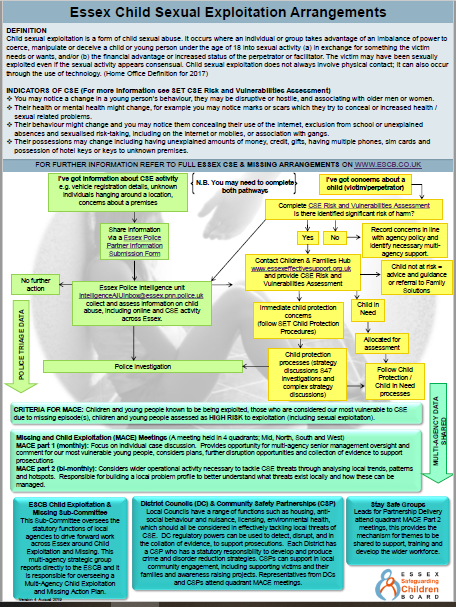 Essex Child Sexual Exploitation Arrangements
DEFINITION
Child sexual exploitation is a form of child sexual abuse. It occurs where an individual or group takes advantage of an imbalance of power to
coerce, manipulate or deceive a child or young person under the age of 18 into sexual activity (a) in exchange for something the victim
needs or wants, and/or (b) the financial advantage or increased status of the perpetrator or facilitator. The victim may have been sexually
exploited even if the sexual activity appears consensual. Child sexual exploitation does not always involve physical contact; it can also occur
through the use of technology. (Home Office Definition for 2017)
INDICATORS OF CSE (For more information see SET CSE Risk and Vulnerabilities Assessment)
❖ You may notice a change in a young person's behaviour, they may be disruptive or hostile, and associating with older men or women.
❖ Their health or mental health might change, for example you may notice marks or scars which they try to conceal or increased health /
sexual related problems.
❖ Their behaviour might change and you may notice them concealing their use of the internet, exclusion from school or unexplained
absences and sexualised risk-taking, including on the internet or mobiles, or association with gangs.
❖ Their possessions may change including having unexplained amounts of money, credit, gifts, having multiple phones, sim cards and
possession of hotel keys or keys to unknown premises.
FOR FURTHER INFORMATION REFER TO FULL ESSEX CSE & MISSING ARRANGEMENTS ON WWW.ESCB.CO.UK
I've got information about CSE activity
e.g. vehicle registration details, unknown
individuals hanging around a location,
concerns about a premises
N.B. You may need to complete
both pathways
I've got concerns about a
child (victim/perpetrator)
Complete CSE Risk and Vulnerabilities Assessment
Is there identified significant risk of harm?
Share information
via a Essex Police
Partner Information
Submission Form
Yes
No
Record concerns in line
with agency policy and
identify necessary multi-
agency support.
Contact Children & Families Hub
www.essexeffectivesupport.org.uk
and provide CSE Risk and
Vulnerabilities Assessment
Child not at risk =
advice and guidance
or referral to Family
Solutions
No further
action
Essex Police Intelligence unit
collect and assess information on child
abuse, including online and CSE activity
across Essex.
Immediate child protection
concerns
(follow SET Child Protection
Procedures)
Child in
Need
Allocated for
assessment
POLICE TRIAGE DATA
Police Investigation
Child protection
processes (strategy
discussions S47
investigations and
complex strategy
discussions)
Follow Child
Protection /
Child in Need
processes
MULTI-AGENCY DATA
SHARED
CRITERIA FOR MACE: Children and young people known to be being exploited, those who are considered our most vulnerable to CSE
due to missing episode(s), children and young people assessed as HIGH RISK to exploitation (including sexual exploitation).
Missing and Child Exploitation (MACE) Meetings (A meeting held in 4 quadrants; Mid, North, South and West)
MACE part 1 (monthly): Focus on individual case discussion. Provides opportunity for multi-agency senior management oversight and
comment for our most vulnerable young people, considers plans, further disruption opportunities and collection of evidence to support
prosecutions
MACE part 2 (bi-monthly): Considers wider operational activity necessary to tackle CSE threats through analysing local trends, patterns
and hotspots. Responsible for building a local problem profile to better understand what threats exist locally and how these can be
managed.
ESCB Child Exploitation &
Missing Sub-Committee
This Sub-Committee oversees the
statutory functions of local
agencies to drive forward work
across Essex around Child
Exploitation and Missing. This
multi-agency strategic group
reports directly to the ESCB and it
is responsible for overseeing a
Multi-Agency Child Exploitation
and Missing Action Plan.
District Councils (DC) & Community Safety Partnerships (CSP)
Local Councils have a range of functions such as housing, anti-
social behaviour and nuisance, licensing, environmental health,
which should all be considered in effectively tackling local threats of
CSE. DC regulatory powers can be used to detect, disrupt, and in
the collation of evidence, to support prosecutions. Each District has
a CSP who has a statutory responsibility to develop and produce
crime and disorder reduction strategies. CSPs can support in local
community engagement, including supporting victims and their
families and awareness raising projects. Representatives from DCs
and CSPs attend quadrant MACE meetings.
Stay Safe Groups
Leads for Partnership Delivery
attend quadrant MACE Part 2
meetings, this provides the
mechanism for themes to be
shared to support, training and
develop the wider workforce.
ESSEX
Safeguarding
Children
BOARD
Version 4 August 2019